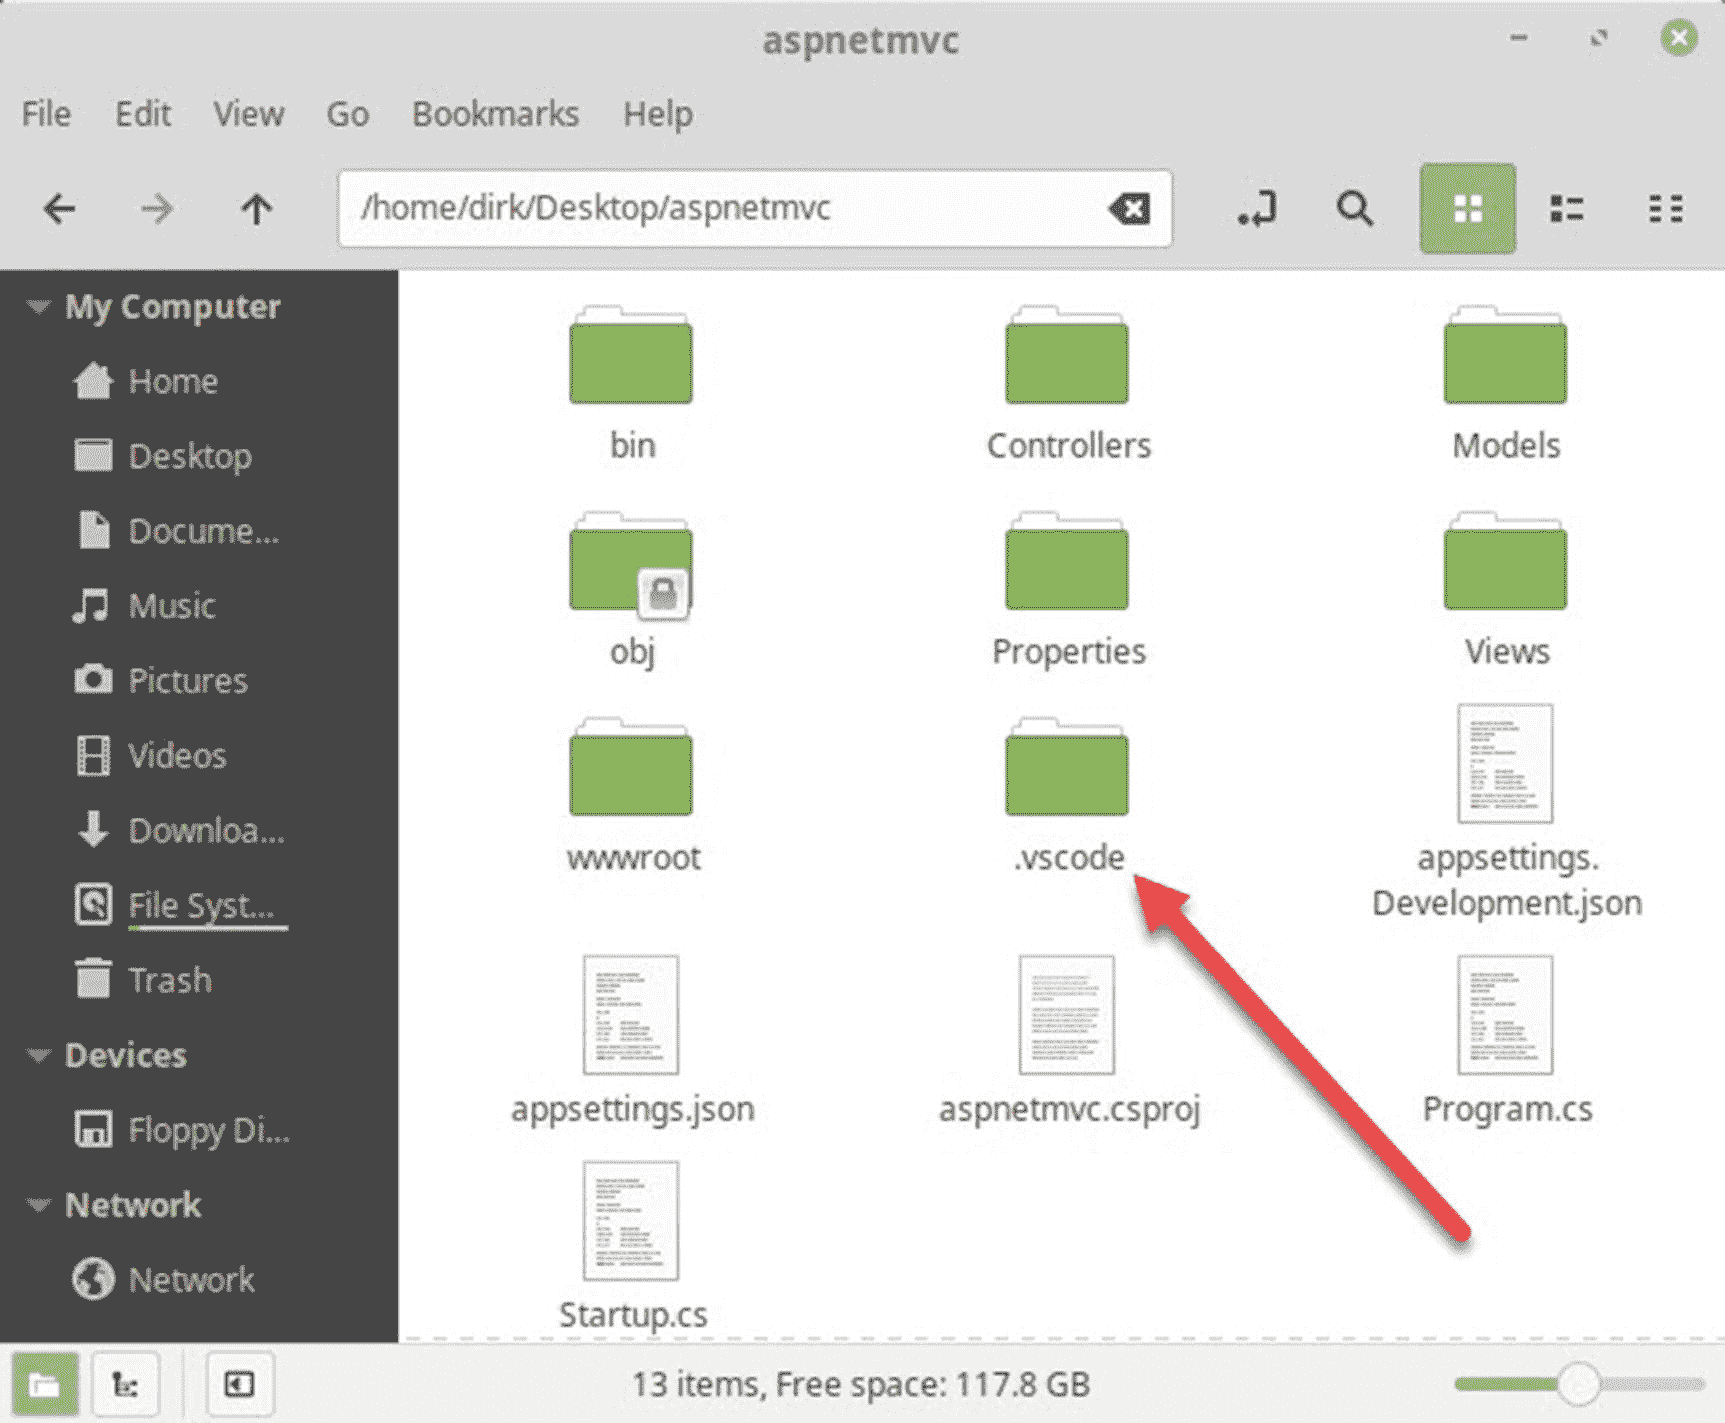 aspnetmvc
File Edit View Go Bookmarks Help
/home/dirk/Desktop/aspnetmvc
My Computer
Home
Desktop
Docume...
Music
Pictures
Videos
Downloa...
File Syst...
Trash
Devices
Floppy Di...
Network
Network
bin Controllers Models
obj Properties Views
wwwroot .vscode appsettings.
Development.json
appsettings.json aspnetmvc.csproj Program.cs
Startup.cs
13 items, Free space: 117.8 GB